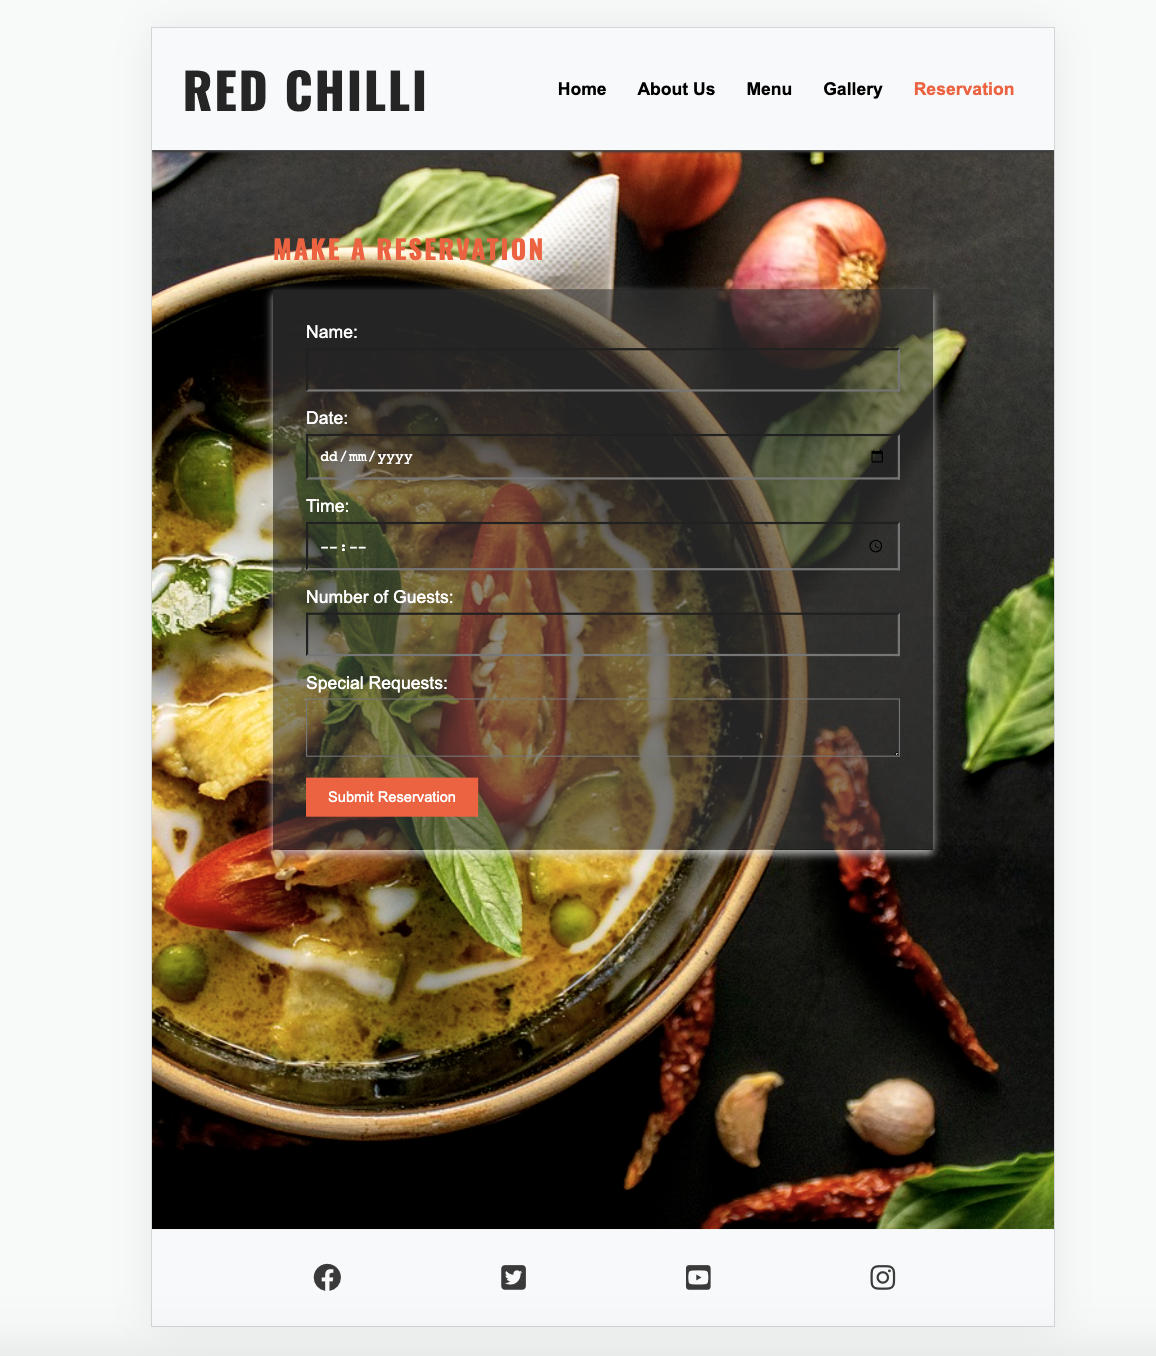 RED CHILLI
Home About Us Menu Gallery Reservation
MAKE A RESERVATION
Name:
Date:
dd/mm/yyyy
Time:
--:--
Number of Guests:
Special Requests:
Submit Reservation